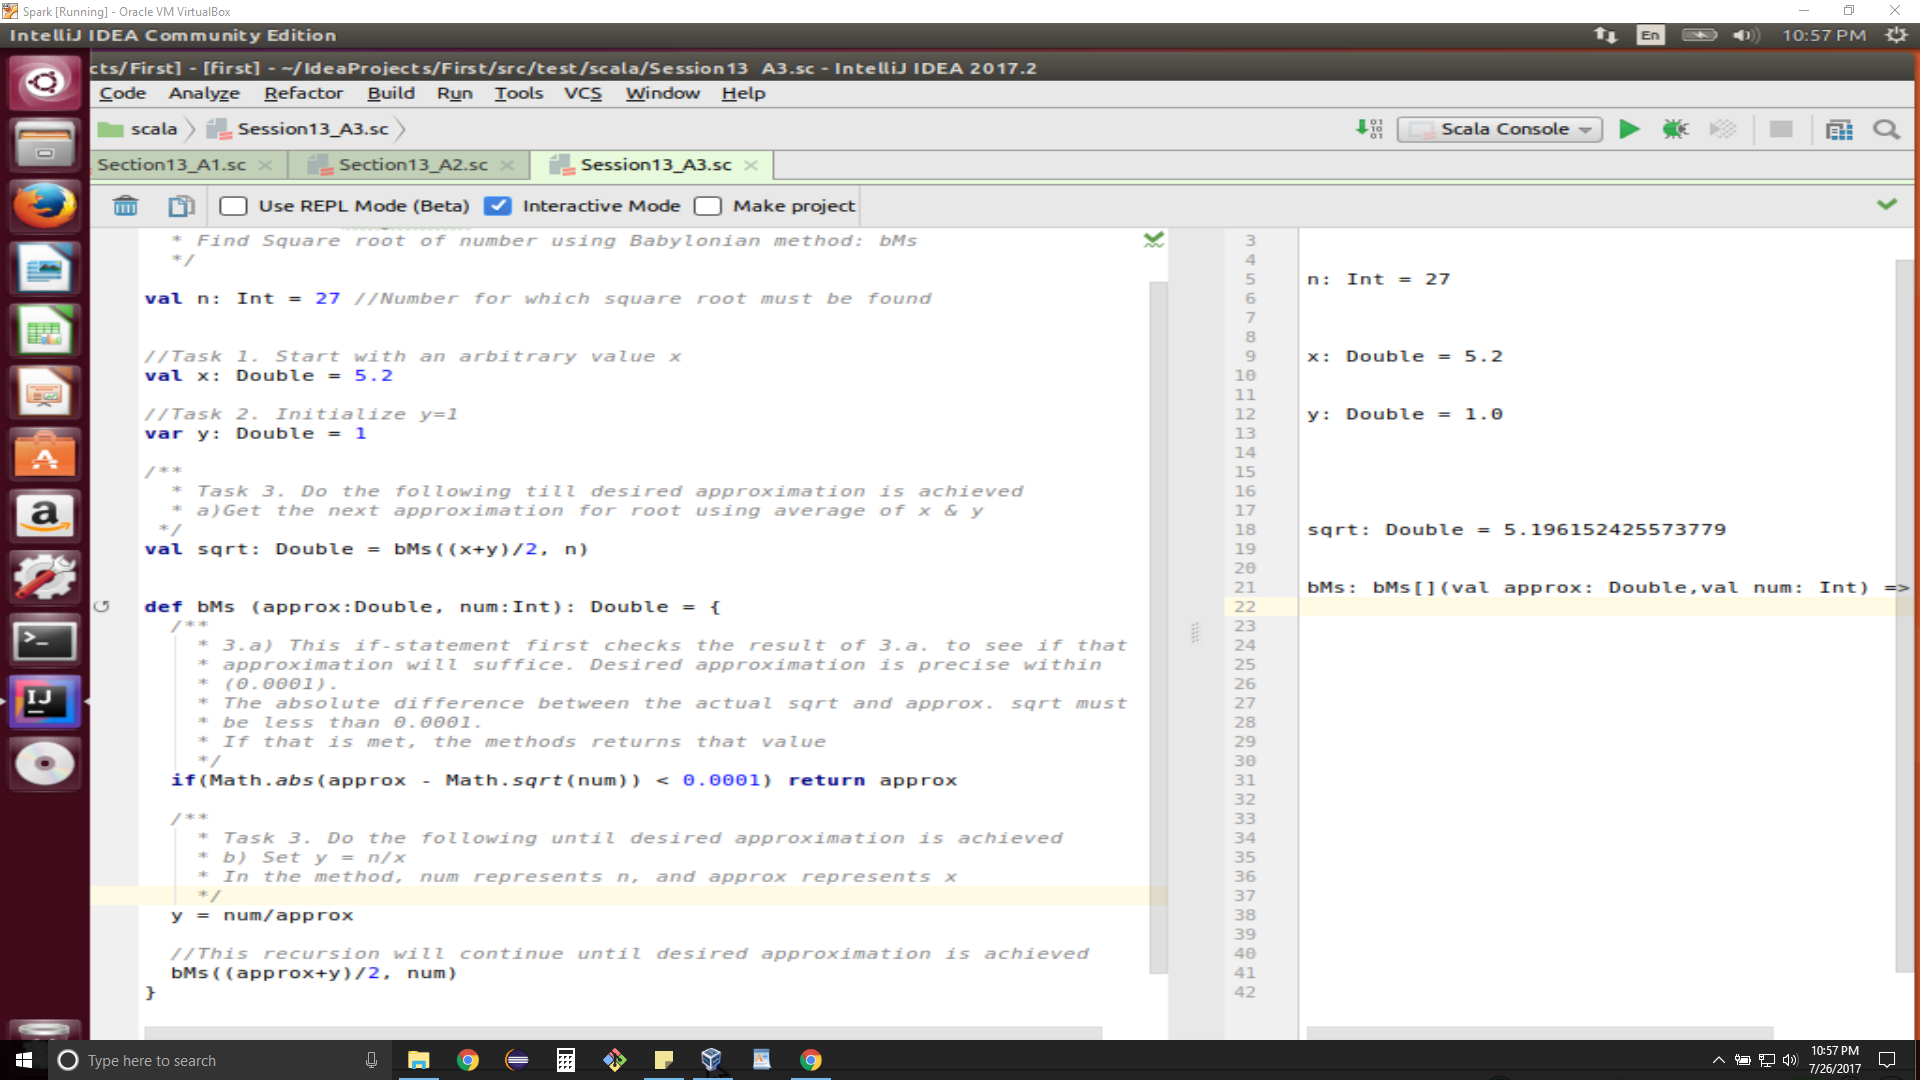 Spark [Running] - Oracle VM VirtualBox
IntelliJ IDEA Community Edition
En
10:57 PM
cts/First] - [first] - ~/IdeaProjects/First/src/test/scala/Session13_A3.sc - IntelliJ IDEA 2017.2
Code Analyze Refactor Build Run Tools VCS Window Help
scala Session13_A3.sc
Scala Console
Section13_A1.sc Section13_A2.sc Session13_A3.sc
Use REPL Mode (Beta) Interactive Mode Make project
* Find Square root of number using Babylonian method: bMs
*/
val n: Int = 27 //Number for which square root must be found
//Task 1. Start with an arbitrary value x
val x: Double = 5.2
//Task 2. Initialize y=1
var y: Double = 1
/**
* Task 3. Do the following till desired approximation is achieved
* a)Get the next approximation for root using average of x & y
*/
val sqrt: Double = bMs((x+y)/2, n)
def bMs (approx:Double, num:Int): Double = {
/**
* 3.a) This if-statement first checks the result of 3.a. to see if that
* approximation will suffice. Desired approximation is precise within
* (0.0001).
* The absolute difference between the actual sqrt and approx. sqrt must
* be less than 0.0001.
* If that is met, the methods returns that value
*/
if(Math.abs(approx - Math.sqrt(num)) < 0.0001) return approx
/**
* Task 3. Do the following until desired approximation is achieved
* b) Set y = n/x
* In the method, num represents n, and approx represents x
*/
y = num/approx
//This recursion will continue until desired approximation is achieved
bMs((approx+y)/2, num)
}
3
4
5 n: Int = 27
6
7
8
9 x: Double = 5.2
10
11
12 y: Double = 1.0
13
14
15
16
17
18 sqrt: Double = 5.196152425573779
19
20
21 bMs: bMs[](val approx: Double,val num: Int) =>
22
23
24
25
26
27
28
29
30
31
32
33
34
35
36
37
38
39
40
41
42
Type here to search
10:57 PM
7/26/2017